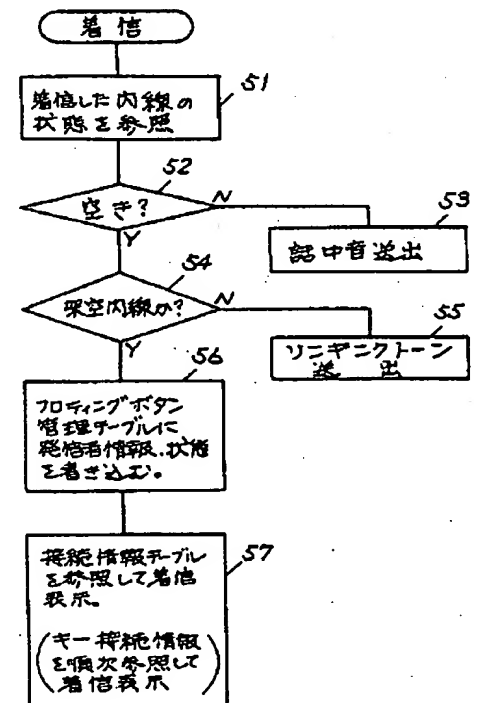 着信
51
着信した内線の
状態を参照
52
空き?
N
Y
53
話中音送出
54
架空内線か?
N
Y
55
リンギングトーン
送出
56
フローティングボタン
管理テーブルに
発信者情報、状態
を書き込む。
57
接続情報テーブル
を参照して着信
表示。
(キー接続情報
を順次参照して
着信表示)